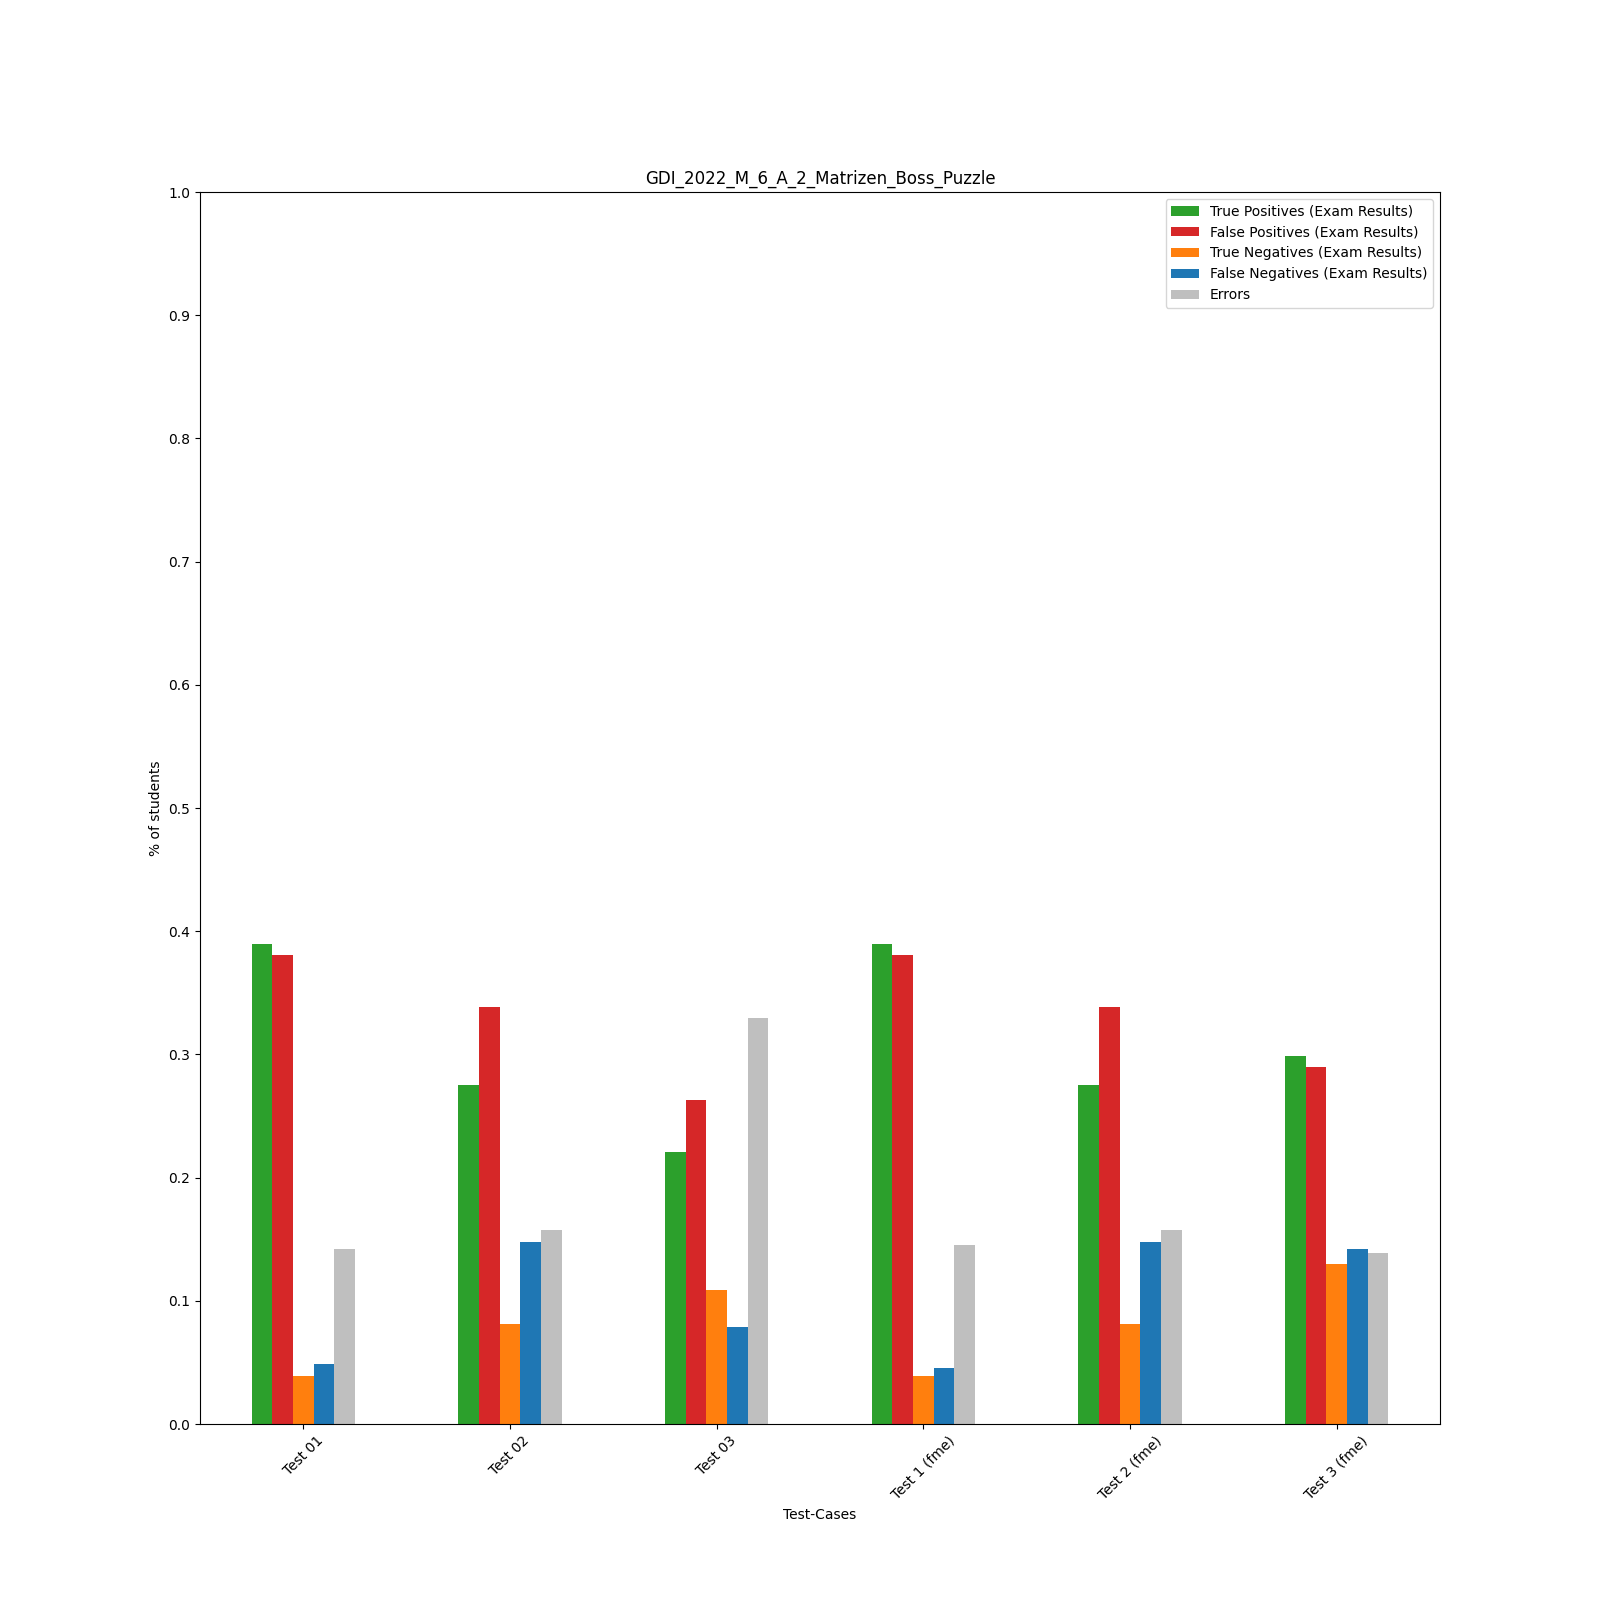 GDI_2022_M_6_A_2_Matrizen_Boss_Puzzle
1.0
0.9
0.8
0.7
0.6
0.5
0.4
0.3
0.2
0.1
0.0
% of students
True Positives (Exam Results)
False Positives (Exam Results)
True Negatives (Exam Results)
False Negatives (Exam Results)
Errors
Test 01
Test 02
Test 03
Test 1 (fme)
Test 2 (fme)
Test 3 (fme)
Test-Cases